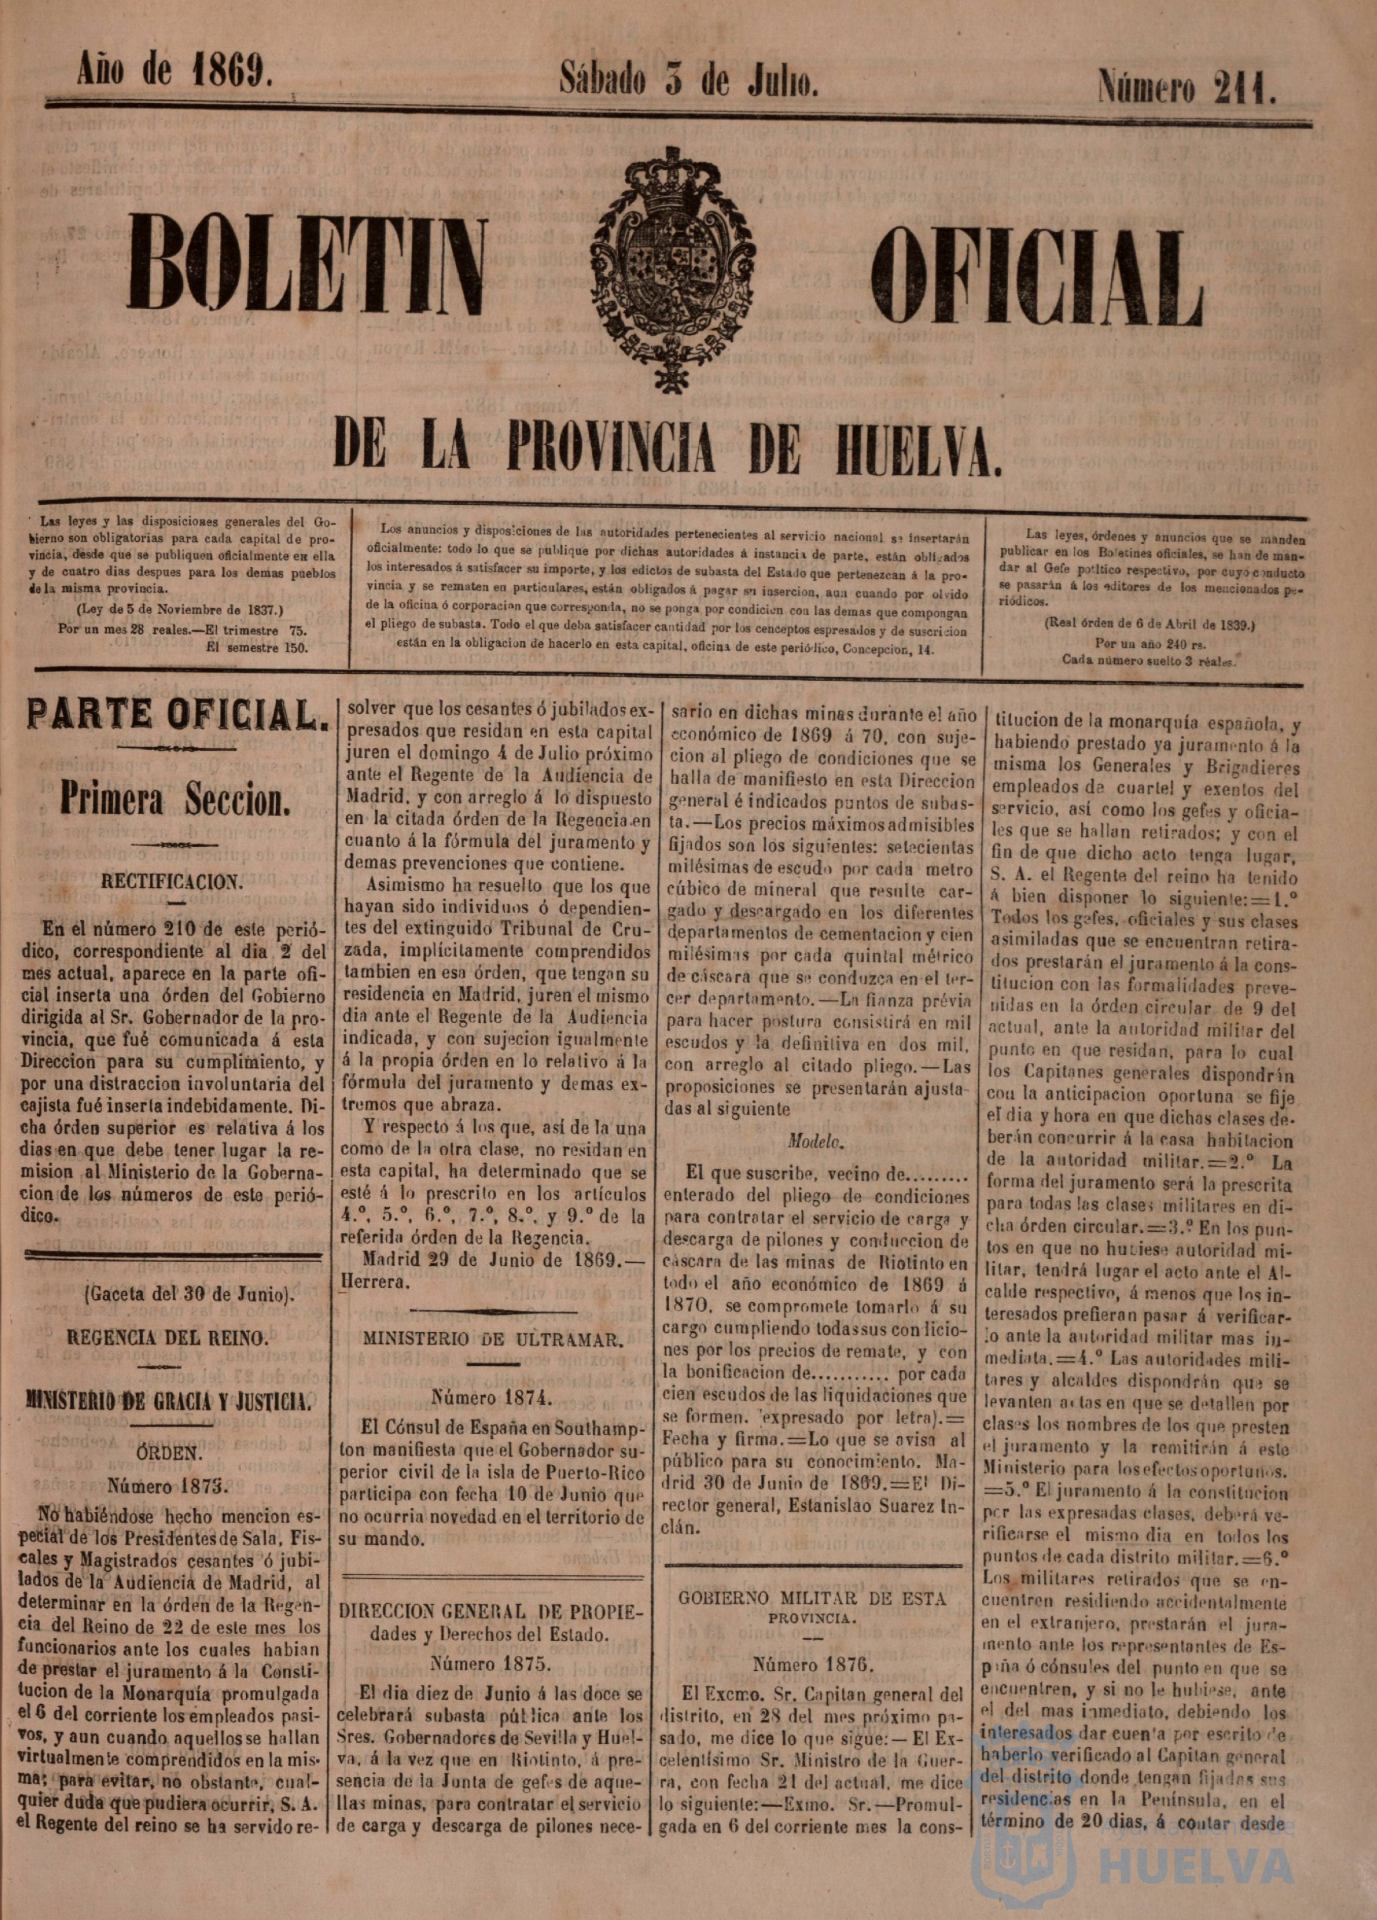 Año de 1869.
Sábado 3 de Julio.
Número 211.
BOLETIN OFICIAL
DE LA PROVINCIA DE HUELVA.
Las leyes y las disposiciones generales del Go-
bierno son obligatorias para cada capital de pro-
vincia, desde que se publiquen oficialmente en ella
y de cuatro dias despues para los demas pueblos
de la misma provincia.
(Ley de 5 de Noviembre de 1837.)
Por un mes 28 reales.—El trimestre 75.
El semestre 150.
Los anuncios y disposiciones de las autoridades pertenecientes al servicio nacional se insertarán
oficialmente: todo lo que se publique por dichas autoridades á instancia de parte, están obligados
los interesados á satisfacer su importe, y los edictos de subasta del Estado que pertenezcan á la pro-
vincia y se rematen en particulares, están obligados á pagar su insercion, aun cuando por olvido
de la oficina ó corporacion que corresponda, no se ponga por condicion con las demas que compongan
el pliego de subasta. Todo el que deba satisfacer cantidad por los cenceptos espresados y de suscricion
están en la obligacion de hacerlo en esta capital, oficina de este periódico, Concepcion, 14.
Las leyes, órdenes y anuncios que se manden
publicar en los Boletines oficiales, se han de man-
dar al Gefe político respectivo, por cuyo conducto
se pasarán á los editores de los mencionados pe-
riódicos.
(Real órden de 6 de Abril de 1839.)
Por un año 240 rs.
Cada número suelto 3 reales.
PARTE OFICIAL.
Primera Seccion.
RECTIFICACION.
En el número 210 de este perió-
dico, correspondiente al dia 2 del
mes actual, aparece en la parte ofi-
cial inserta una órden del Gobierno
dirigida al Sr. Gobernador de la pro-
vincia, que fué comunicada á esta
Direccion para su cumplimiento, y
por una distraccion involuntaria del
cajista fué inserta indebidamente. Di-
cha órden superior es relativa á los
dias en que debe tener lugar la re-
mision al Ministerio de la Goberna-
cion de los números de este perió-
dico.
(Gaceta del 30 de Junio).
REGENCIA DEL REINO.
MINISTERIO DE GRACIA Y JUSTICIA.
ÓRDEN.
Número 1873.
No habiéndose hecho mencion es-
pecial de los Presidentes de Sala, Fis-
cales y Magistrados cesantes ó jubi-
lados de la Audiencia de Madrid, al
determinar en la órden de la Regen-
cia del Reino de 22 de este mes los
funcionarios ante los cuales habian
de prestar el juramento á la Consti-
tucion de la Monarquía promulgada
el 6 del corriente los empleados pasi-
vos, y aun cuando aquellos se hallan
virtualmente comprendidos en la mis-
ma; para evitar, no obstante, cual-
quier duda que pudiera ocurrir, S. A.
el Regente del reino se ha servido re-
solver que los cesantes ó jubilados ex-
presados que residan en esta capital
juren el domingo 4 de Julio próximo
ante el Regente de la Audiencia de
Madrid, y con arreglo á lo dispuesto
en la citada órden de la Regencia en
cuanto á la fórmula del juramento y
demas prevenciones que contiene.
Asimismo ha resuelto que los que
hayan sido individuos ó dependien-
tes del extinguido Tribunal de Cru-
zada, implícitamente comprendidos
tambien en esa órden, que tengan su
residencia en Madrid, juren el mismo
dia ante el Regente de la Audiencia
indicada, y con sujecion igualmente
á la propia órden en lo relativo á la
fórmula del juramento y demas ex-
tremos que abraza.
Y respecto á los que, así de la una
como de la otra clase, no residan en
esta capital, ha determinado que se
esté á lo prescrito en los artículos
4.º, 5.º, 6.º, 7.º, 8.º, y 9.º de la
referida órden de la Regencia.
Madrid 29 de Junio de 1869.—
Herrera.
MINISTERIO DE ULTRAMAR.
Número 1874.
El Cónsul de España en Southamp-
ton manifiesta que el Gobernador su-
perior civil de la isla de Puerto-Rico
participa con fecha 10 de Junio que
no ocurria novedad en el territorio de
su mando.
DIRECCION GENERAL DE PROPIE-
dades y Derechos del Estado.
Número 1875.
El dia diez de Junio á las doce se
celebrará subasta pública ante los
Sres. Gobernadores de Sevilla y Huel-
va, á la vez que en Riotinto, á pre-
sencia de la Junta de gefes de aque-
llas minas, para contratar el servicio
de carga y descarga de pilones nece-
sario en dichas minas durante el año
económico de 1869 á 70, con suje-
cion al pliego de condiciones que se
halla de manifiesto en esta Direccion
general é indicados puntos de subas-
ta.—Los precios máximos admisibles
fijados son los siguientes: setecientas
milésimas de escudo por cada metro
cúbico de mineral que resulte car-
gado y descargado en los diferentes
departamentos de cementacion y cien
milésimas por cada quintal métrico
de cáscara que se conduzca en el ter-
cer departamento.—La fianza prévia
para hacer postura consistirá en mil
escudos y la definitiva en dos mil,
con arreglo al citado pliego.—Las
proposiciones se presentarán ajusta-
das al siguiente
Modelo.
El que suscribe, vecino de.........
enterado del pliego de condiciones
para contratar el servicio de carga y
descarga de pilones y conduccion de
cáscara de las minas de Riotinto en
todo el año económico de 1869 á
1870, se compromete tomarlo á su
cargo cumpliendo todas sus condicio-
nes por los precios de remate, y con
la bonificacion de........... por cada
cien escudos de las liquidaciones que
se formen. (expresado por letra).=
Fecha y firma.=Lo que se avisa al
público para su conocimiento. Ma-
drid 30 de Junio de 1869.=El Di-
rector general, Estanislao Suarez In-
clán.
GOBIERNO MILITAR DE ESTA
PROVINCIA.
Número 1876.
El Excmo. Sr. Capitan general del
distrito, en 28 del mes próximo pa-
sado, me dice lo que sigue:—El Ex-
celentísimo Sr. Ministro de la Guer-
ra, con fecha 21 del actual, me dice
lo siguiente:—Exmo. Sr.—Promul-
gada en 6 del corriente mes la cons-
titucion de la monarquía española, y
habiendo prestado ya juramento á la
misma los Generales y Brigadieres
empleados de cuartel y exentos del
servicio, así como los gefes y oficia-
les que se hallan retirados; y con el
fin de que dicho acto tenga lugar,
S. A. el Regente del reino ha tenido
á bien disponer lo siguiente:=1.º
Todos los gefes, oficiales y sus clases
asimiladas que se encuentran retira-
dos prestarán el juramento á la cons-
titucion con las formalidades preve-
nidas en la órden circular de 9 del
actual, ante la autoridad militar del
punto en que residan, para lo cual
los Capitanes generales dispondrán
con la anticipacion oportuna se fije
el dia y hora en que dichas clases de-
berán concurrir á la casa habitacion
de la autoridad militar.=2.º La
forma del juramento será la prescrita
para todas las clases militares en di-
cha órden circular.=3.º En los pun-
tos en que no hubiese autoridad mi-
litar, tendrá lugar el acto ante el Al-
calde respectivo, á menos que los in-
teresados prefieran pasar á verificar-
lo ante la autoridad militar mas in-
mediata.=4.º Las autoridades mili-
tares y alcaldes dispondrán que se
levanten actas en que se detallen por
clases los nombres de los que presten
el juramento y la remitirán á este
Ministerio para los efectos oportunos.
=5.º El juramento á la constitucion
por las expresadas clases, deberá ve-
rificarse el mismo dia en todos los
puntos de cada distrito militar.=6.º
Los militares retirados que se en-
cuentren residiendo accidentalmente
en el extranjero, prestarán el jura-
mento ante los representantes de Es-
paña ó cónsules del punto en que se
encuentren, y si no le hubiese, ante
el del mas inmediato, debiendo los
interesados dar cuenta por escrito de
haberlo verificado al Capitan general
del distrito donde tengan fijadas sus
residencias en la Península, en el
término de 20 dias, á contar desde
HUELVA